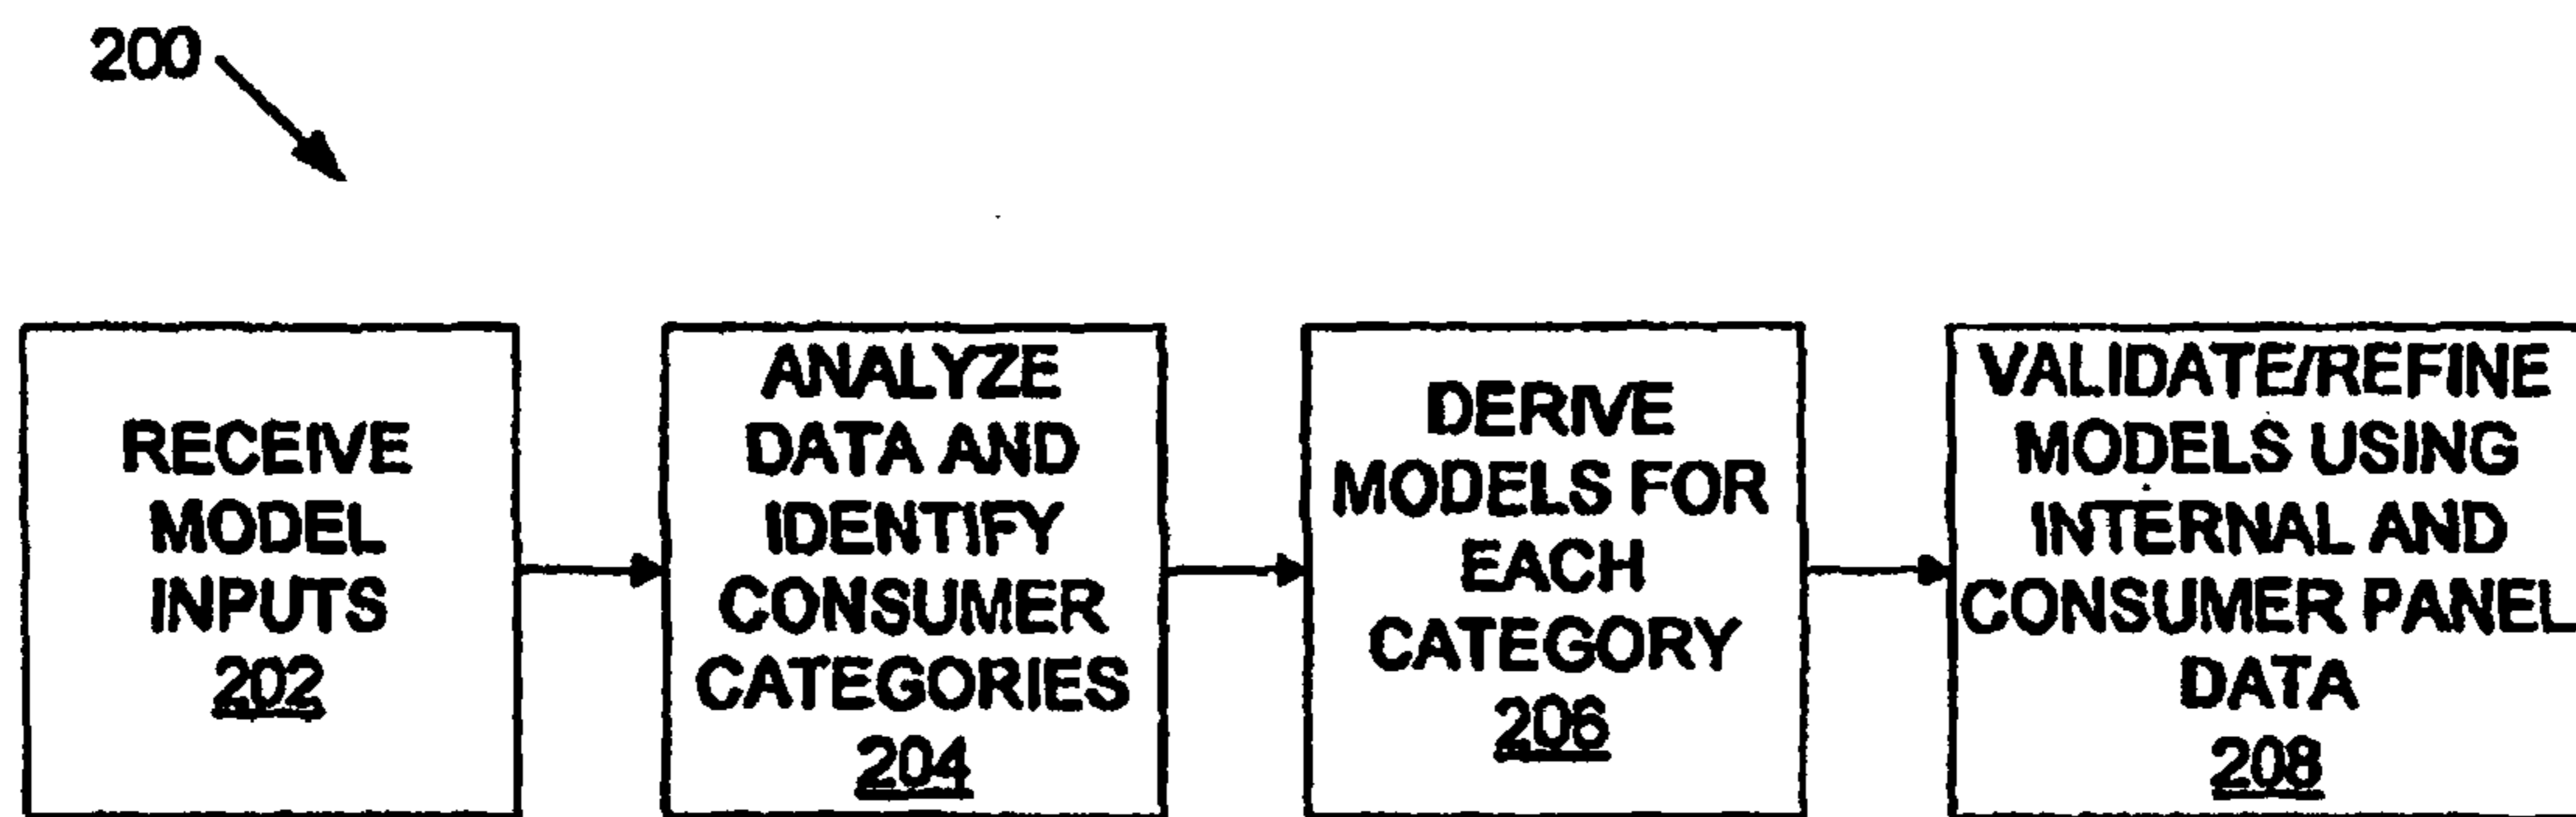 200
RECEIVE
MODEL
INPUTS
202
ANALYZE
DATA AND
IDENTIFY
CONSUMER
CATEGORIES
204
DERIVE
MODELS FOR
EACH
CATEGORY
206
VALIDATE/REFINE
MODELS USING
INTERNAL AND
CONSUMER PANEL
DATA
208